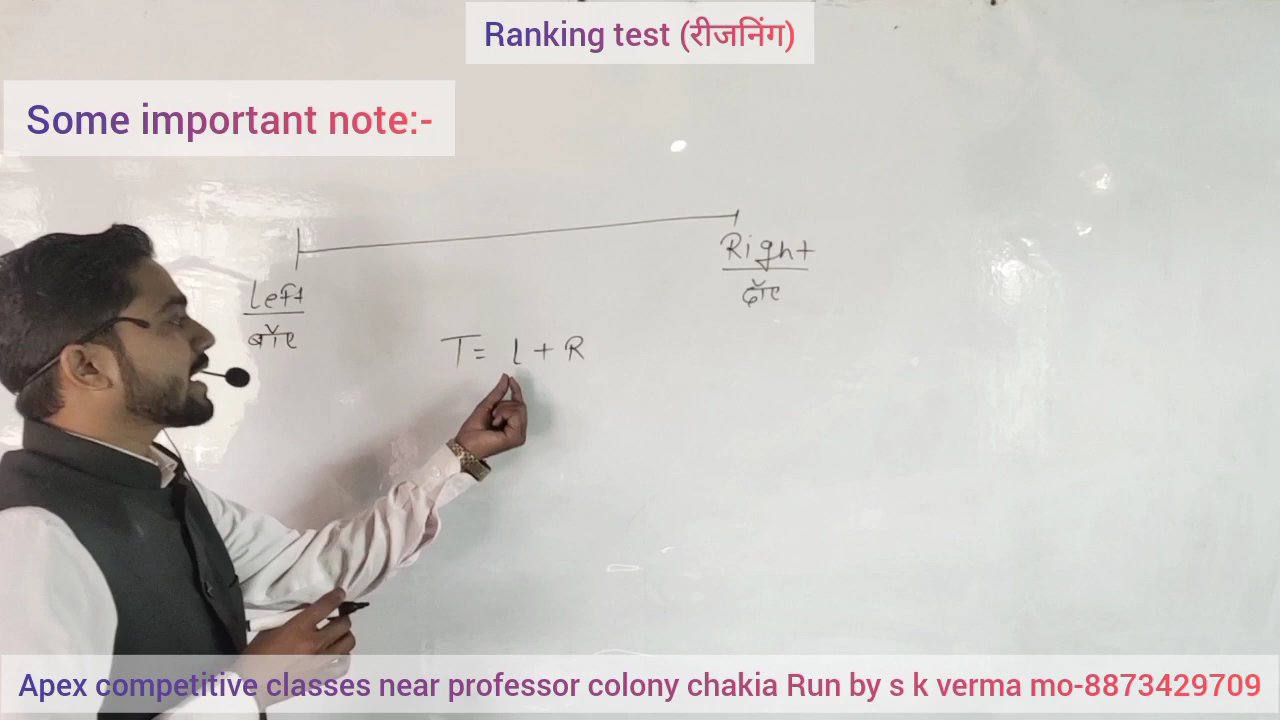 Ranking test (रीजनिंग)
Some important note:-
Left
बाँए
Right
दाँए
T= l + R
Apex competitive classes near professor colony chakia Run by s k verma mo-8873429709